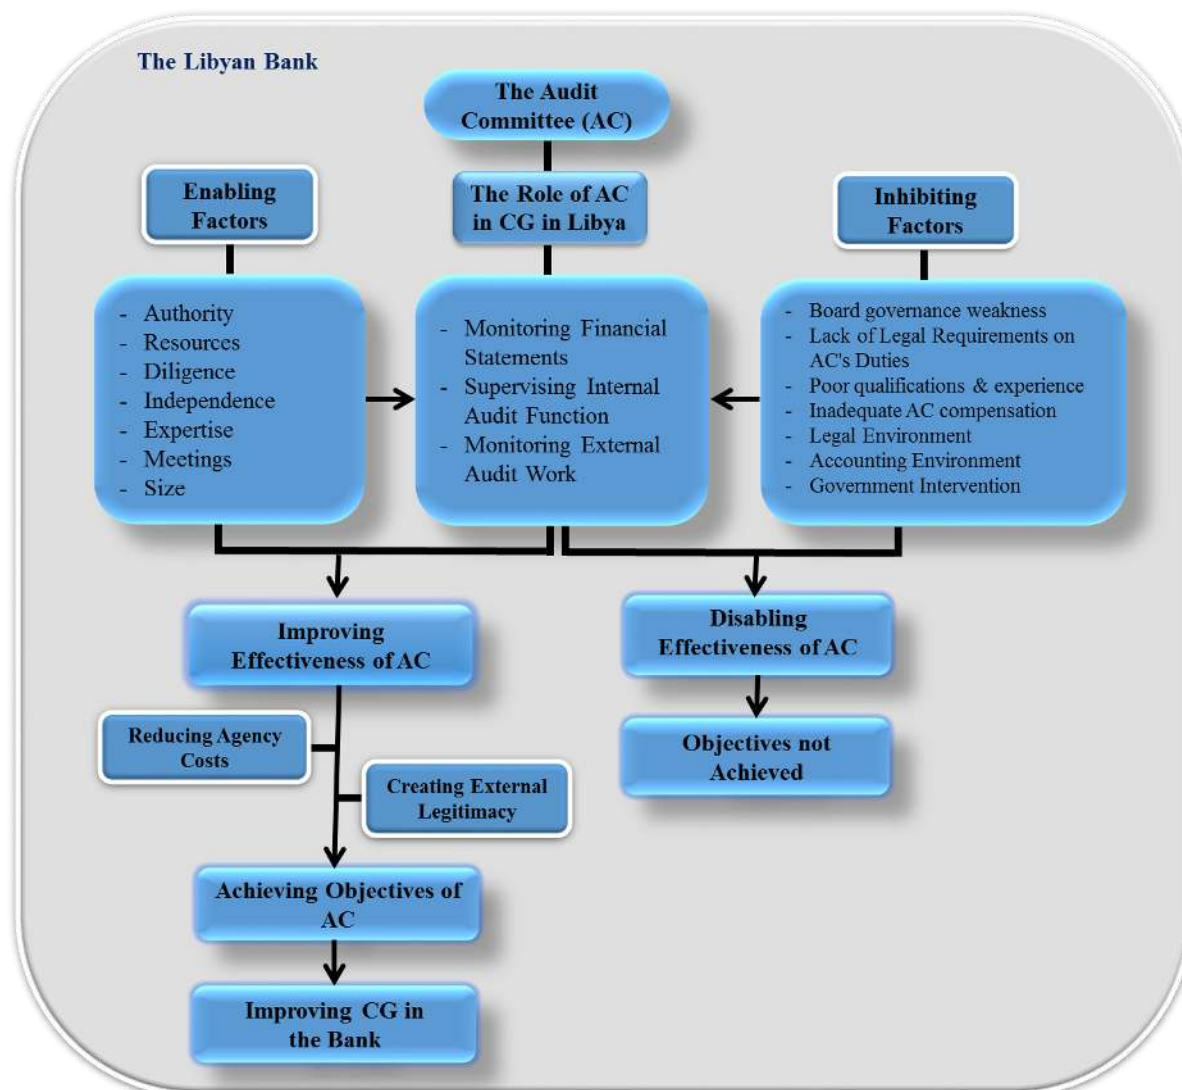 The Libyan Bank
The Audit
Committee (AC)
Enabling
Factors
The Role of AC
in CG in Libya
Inhibiting
Factors
- Authority
- Resources
- Diligence
- Independence
- Expertise
- Meetings
- Size
- Monitoring Financial
Statements
- Supervising Internal
Audit Function
- Monitoring External
Audit Work
- Board governance weakness
- Lack of Legal Requirements on
AC's Duties
- Poor qualifications & experience
- Inadequate AC compensation
- Legal Environment
- Accounting Environment
- Government Intervention
Improving
Effectiveness of AC
Disabling
Effectiveness of AC
Reducing Agency
Costs
Objectives not
Achieved
Creating External
Legitimacy
Achieving Objectives of
AC
Improving CG in
the Bank